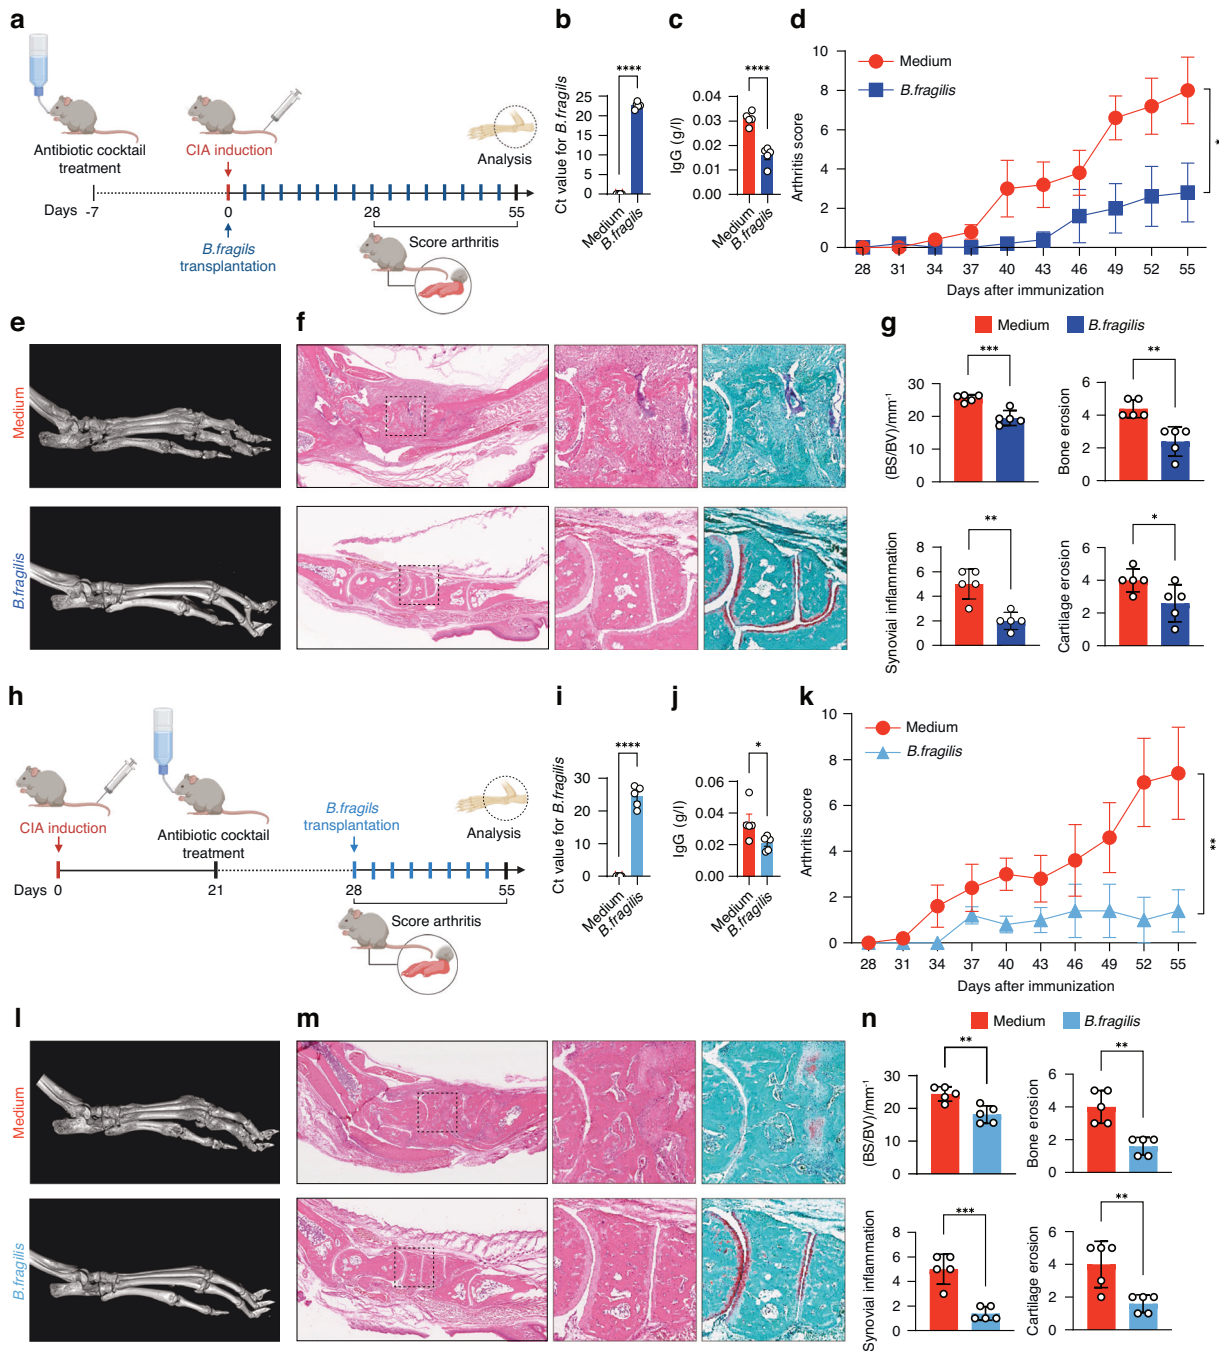 a
Antibiotic cocktail
treatment
CIA induction
Analysis
Days -7
0
28
55
B.fragils
transplantation
Score arthritis
b
****
Ct value for B.fragilis
25
20
15
10
5
0
Medium
B.fragilis
c
****
IgG (g/l)
0.04
0.03
0.02
0.01
0.00
Medium
B.fragilis
d
Medium
B.fragilis
Arthritis score
10
8
6
4
2
0
*
28 31 34 37 40 43 46 49 52 55
Days after immunization
e
Medium
B.fragilis
f
g
Medium
B.fragilis
(BS/BV)/mm-1
30
20
10
0
***
Bone erosion
6
4
2
0
**
Synovial inflammation
8
6
4
2
0
**
Cartilage erosion
6
4
2
0
*
h
CIA induction
Antibiotic cocktail
treatment
B.fragils
transplantation
Analysis
Days 0
21
28
55
Score arthritis
i
****
Ct value for B.fragilis
30
20
10
0
Medium
B.fragilis
j
*
IgG (g/l)
0.06
0.04
0.02
0.00
Medium
B.fragilis
k
Medium
B.fragilis
Arthritis score
10
8
6
4
2
0
**
28 31 34 37 40 43 46 49 52 55
Days after immunization
l
Medium
B.fragilis
m
n
Medium
B.fragilis
(BS/BV)/mm-1
30
20
10
0
**
Bone erosion
6
4
2
0
**
Synovial inflammation
8
6
4
2
0
***
Cartilage erosion
6
4
2
0
**